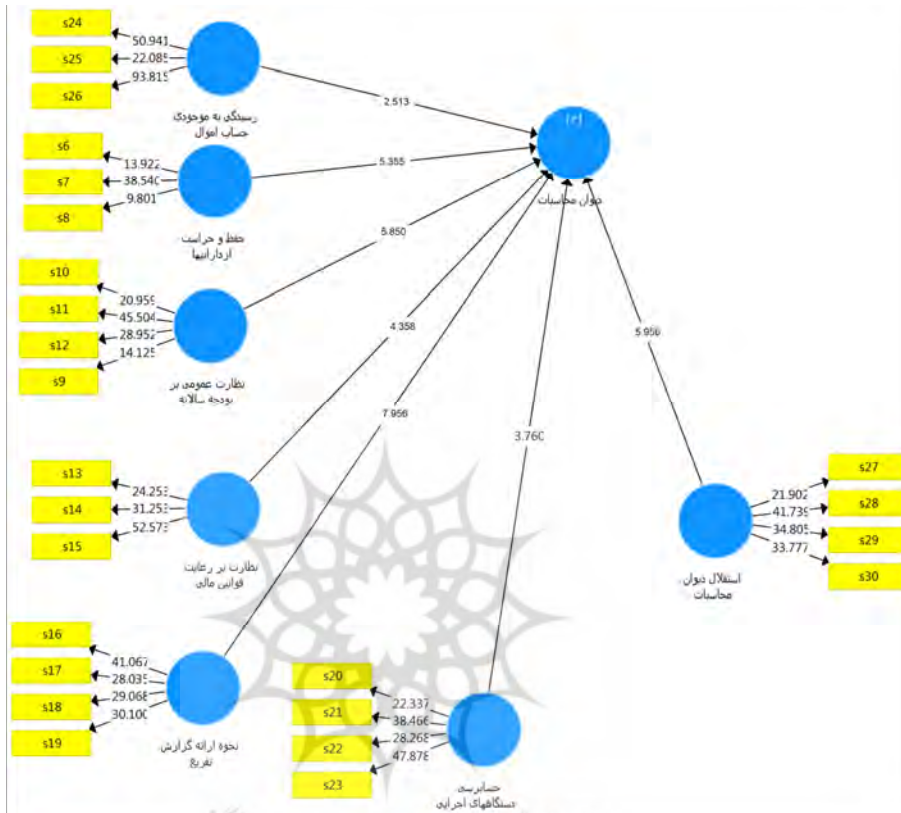 s24
s25
s26
50.941
22.085
93.815
رسیدگی به موجودی
حساب اموال
2.513
دیوان محاسبات
s6
s7
s8
13.922
38.540
9.801
حفظ و حراست
ازدارائیها
5.355
s10
s11
s12
s9
20.959
45.504
28.952
14.125
نظارت عمومی بر
بودجه سالانه
5.850
s13
s14
s15
24.253
31.253
52.573
نظارت بر رعایت
قوانین مالی
4.358
s16
s17
s18
s19
41.067
28.035
29.068
30.100
نحوه ارائه گزارش
تفریغ
7.956
s20
s21
s22
s23
22.337
38.466
28.268
47.878
حسابرسی
دستگاههای اجرایی
3.760
s27
s28
s29
s30
21.902
41.739
34.805
33.777
استقلال دیوان
محاسبات
5.956